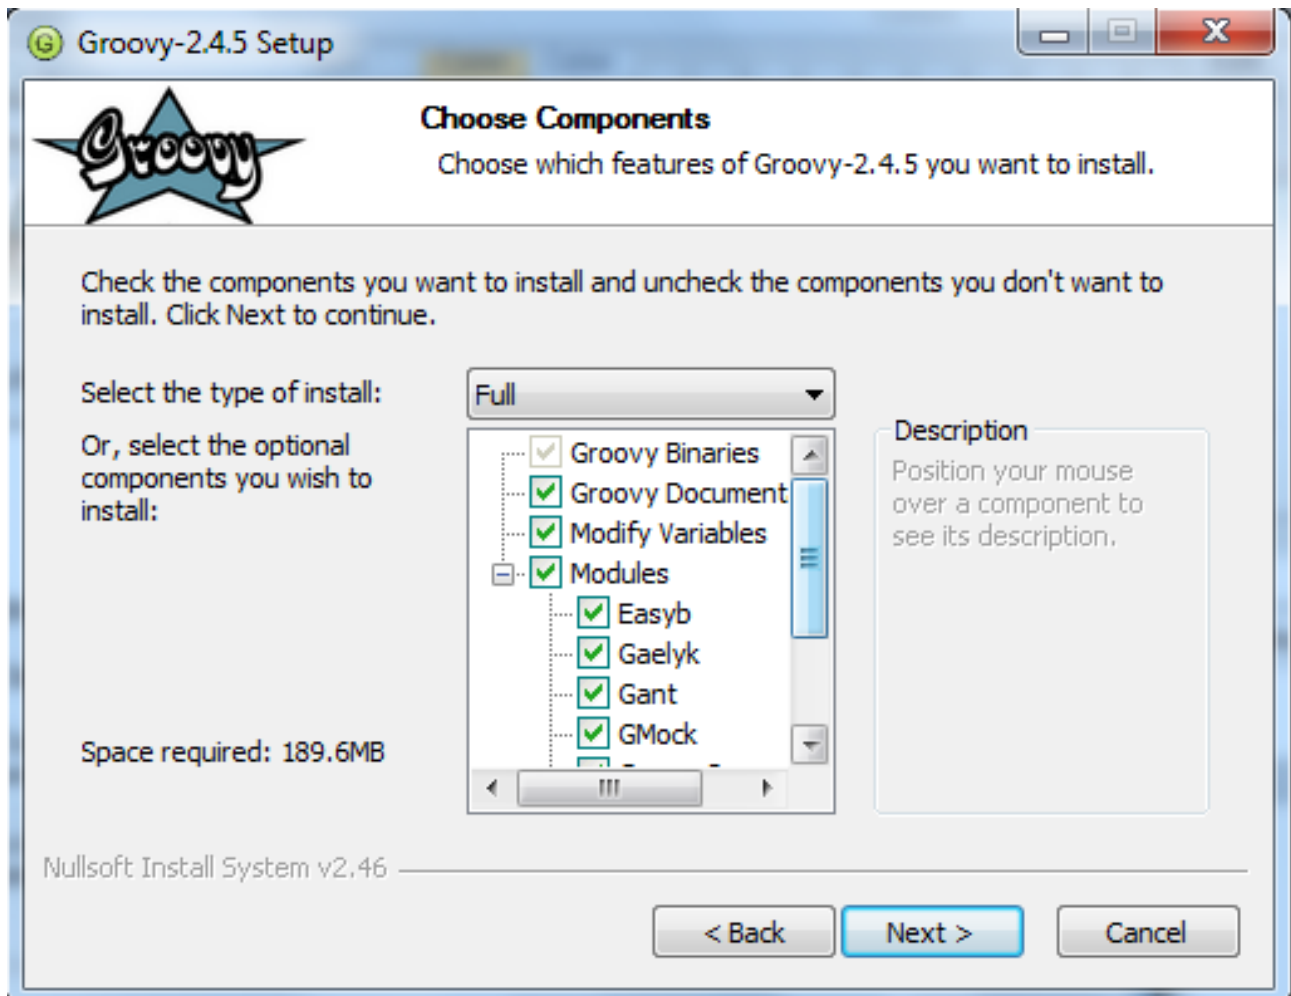 Groovy-2.4.5 Setup
Groovy
Choose Components
Choose which features of Groovy-2.4.5 you want to install.
Check the components you want to install and uncheck the components you don't want to
install. Click Next to continue.
Select the type of install:
Full
Or, select the optional
components you wish to
install:
Groovy Binaries
Groovy Document
Modify Variables
Modules
Easyb
Gaelyk
Gant
GMock
Description
Position your mouse
over a component to
see its description.
Space required: 189.6MB
Nullsoft Install System v2.46
< Back
Next >
Cancel